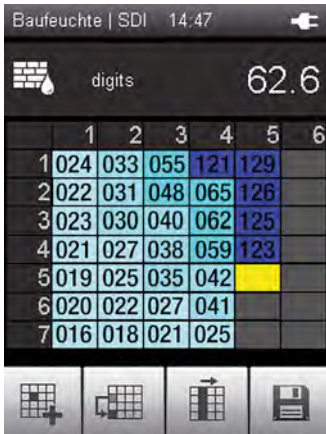 Baufeuchte | SDI 14:47
digits 62.6
1 2 3 4 5 6
1 024 033 055 121 129
2 022 031 048 065 126
3 023 030 040 062 125
4 021 027 038 059 123
5 019 025 035 042
6 020 022 027 041
7 016 018 021 025